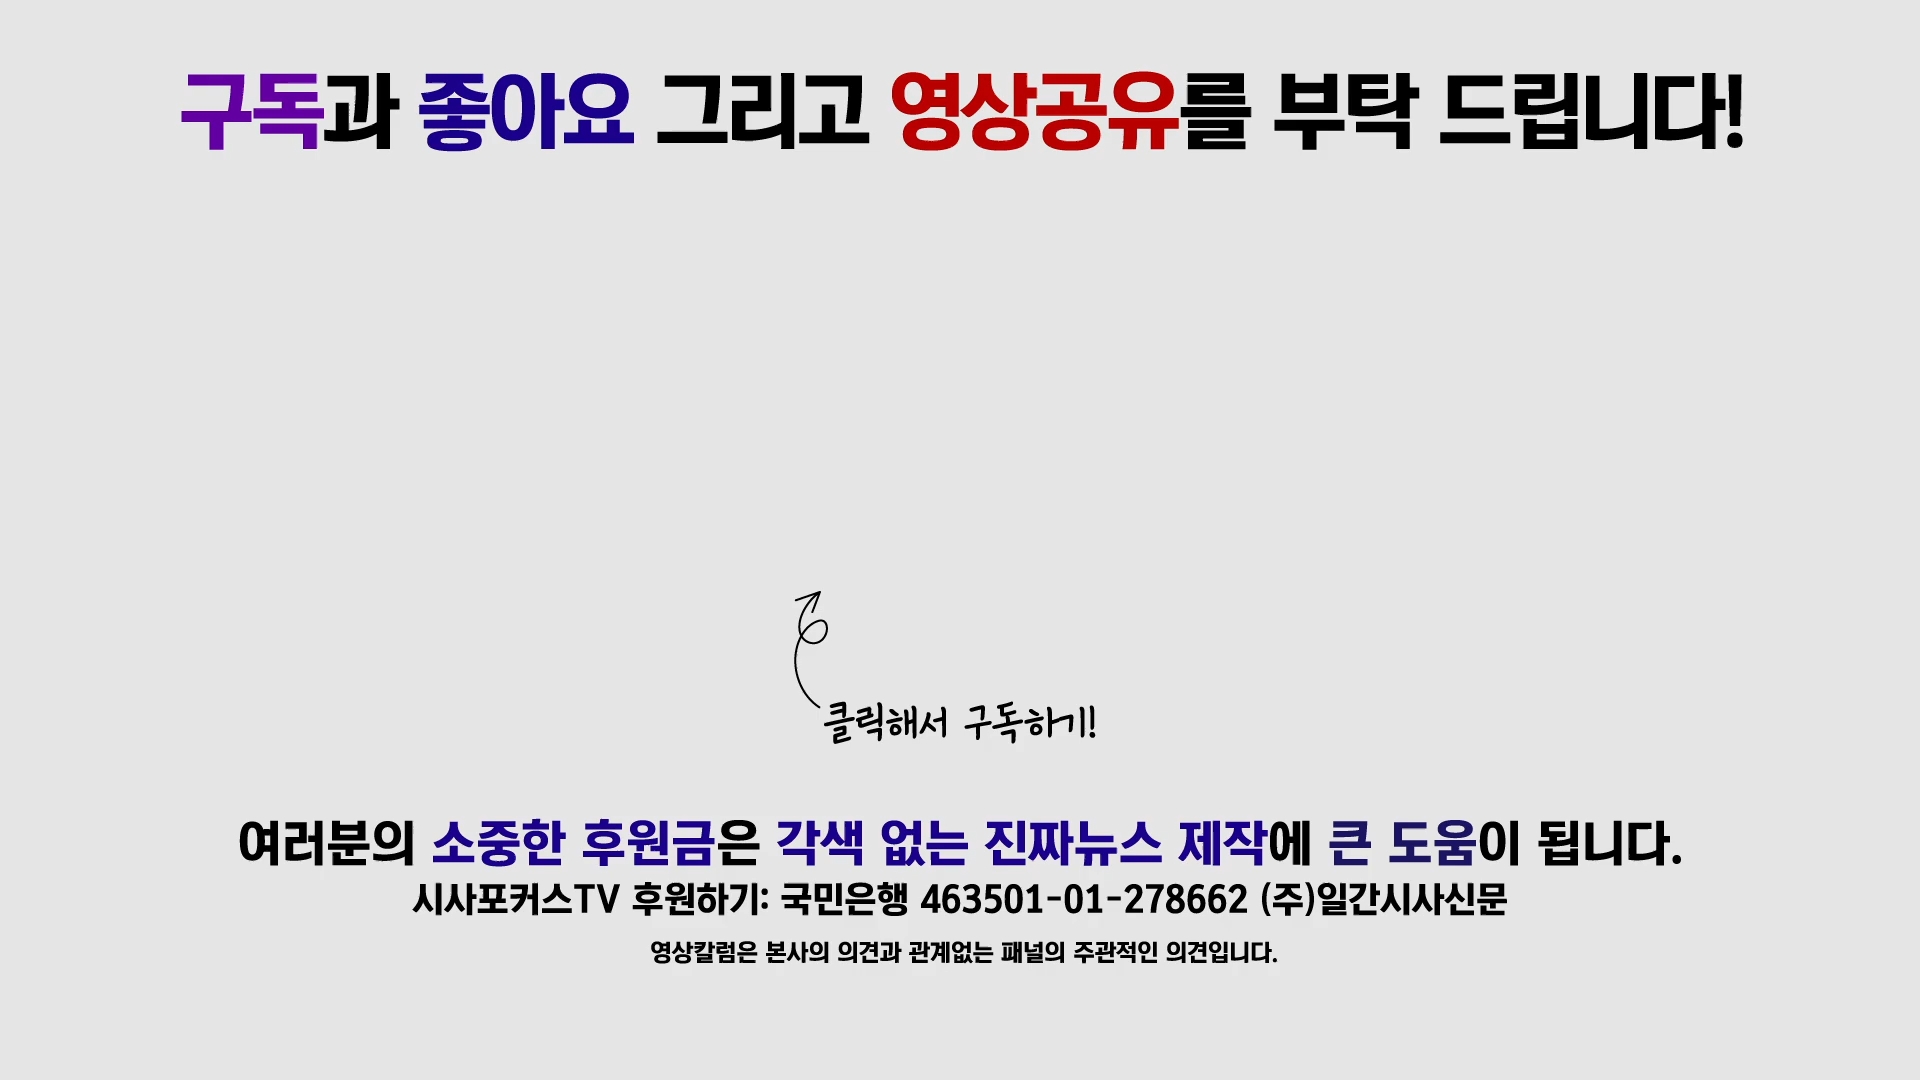 구독과 좋아요 그리고 영상공유를 부탁 드립니다!
클릭해서 구독하기!
여러분의 소중한 후원금은 각색 없는 진짜뉴스 제작에 큰 도움이 됩니다.
시사포커스TV 후원하기: 국민은행 463501-01-278662 (주)일간시사신문
영상칼럼은 본사의 의견과 관계없는 패널의 주관적인 의견입니다.